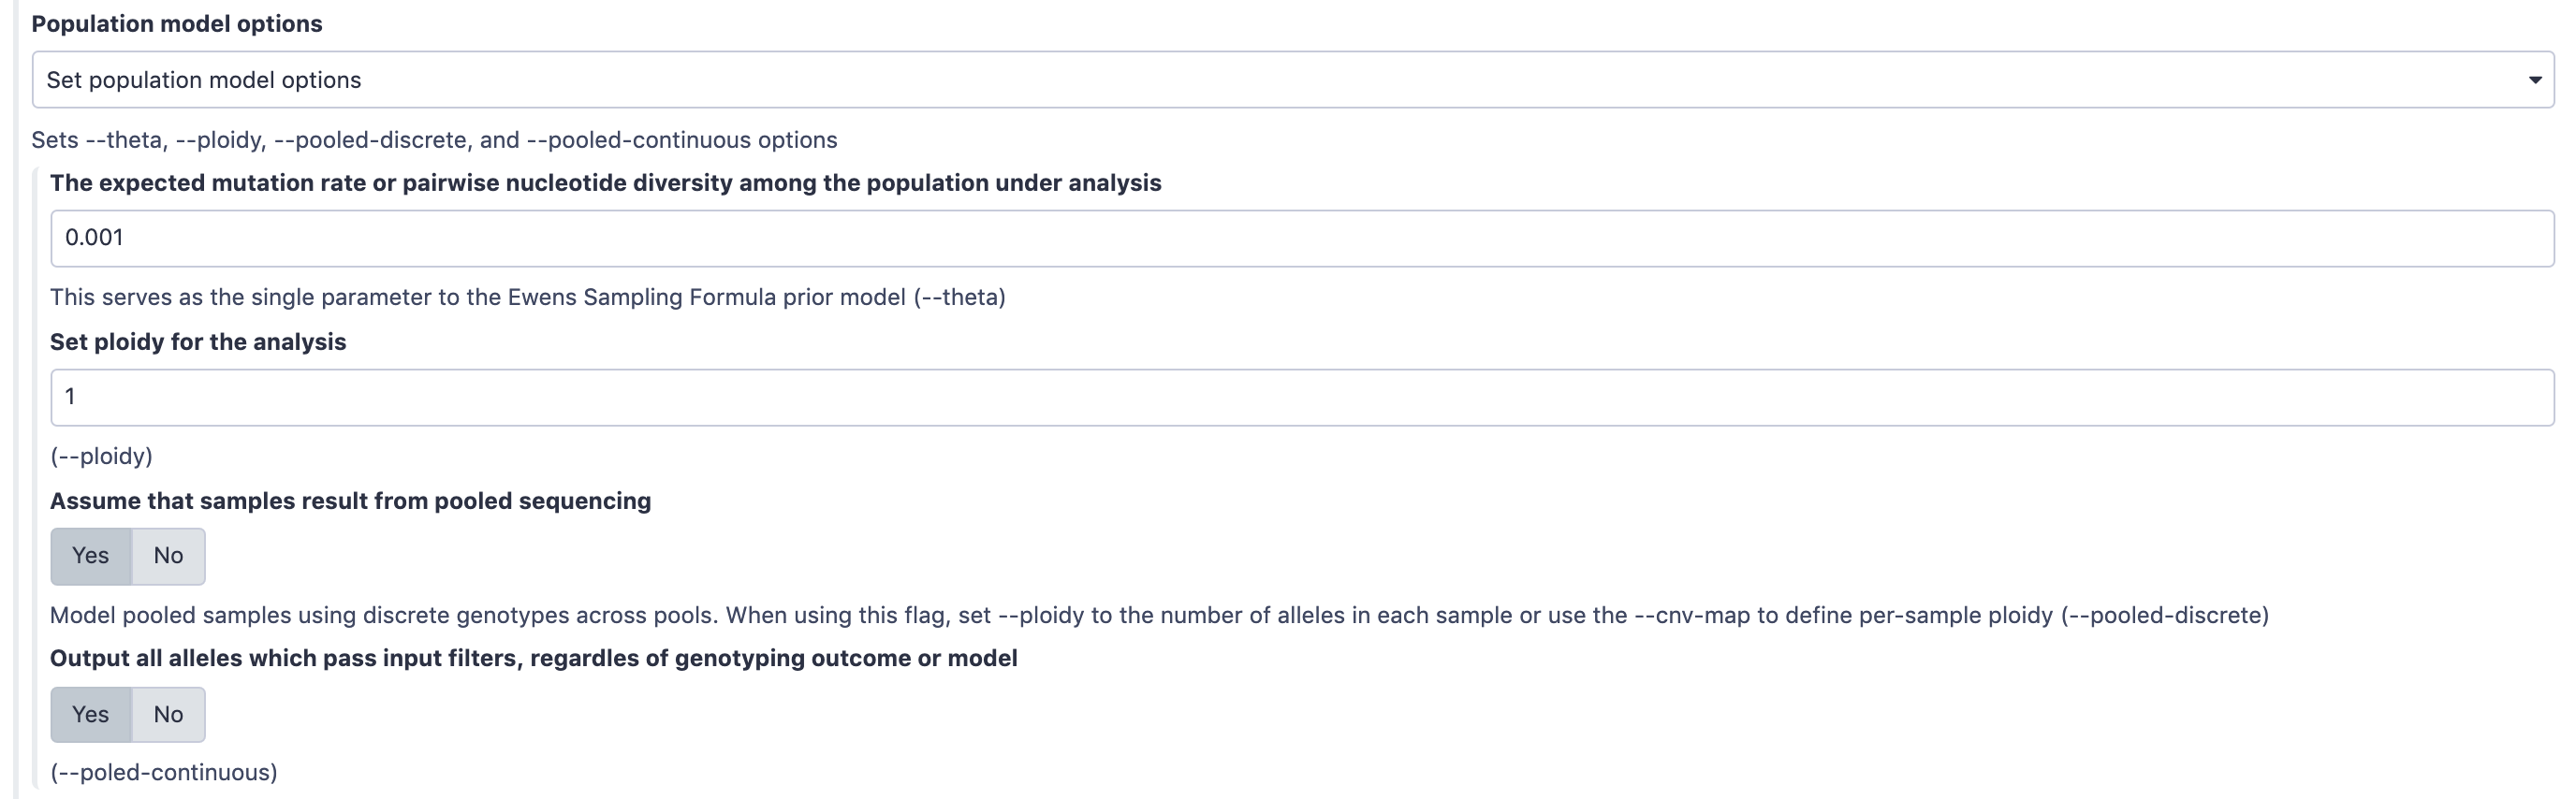 Population model options
Set population model options
Sets --theta, --ploidy, --pooled-discrete, and --pooled-continuous options
The expected mutation rate or pairwise nucleotide diversity among the population under analysis
0.001
This serves as the single parameter to the Ewens Sampling Formula prior model (--theta)
Set ploidy for the analysis
1
(--ploidy)
Assume that samples result from pooled sequencing
Yes No
Model pooled samples using discrete genotypes across pools. When using this flag, set --ploidy to the number of alleles in each sample or use the --cnv-map to define per-sample ploidy (--pooled-discrete)
Output all alleles which pass input filters, regardles of genotyping outcome or model
Yes No
(--poled-continuous)